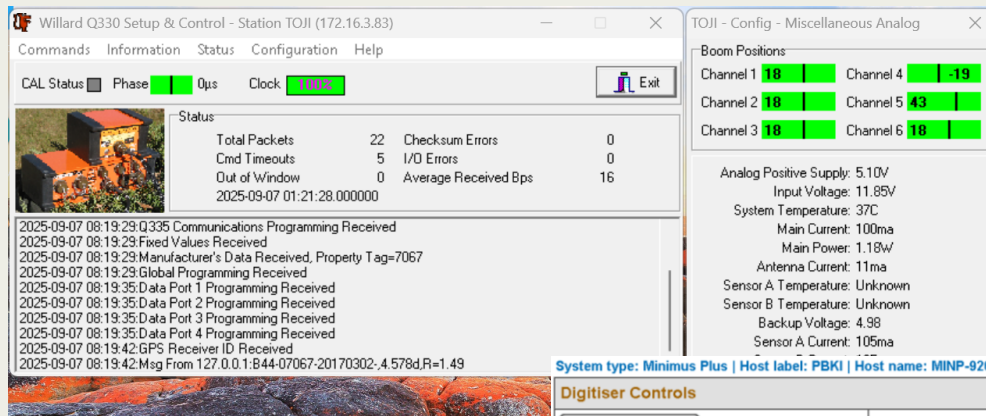 Willard Q330 Setup & Control - Station TOJI (172.16.3.83)
Commands Information Status Configuration Help
CAL Status Phase 0µs Clock 100% Exit
Status
Total Packets 22 Checksum Errors 0
Cmd Timeouts 5 I/O Errors 0
Out of Window 0 Average Received Bps 16
2025-09-07 01:21:28.000000
2025-09-07 08:19:29:Q335 Communications Programming Received
2025-09-07 08:19:29:Fixed Values Received
2025-09-07 08:19:29:Manufacturer's Data Received, Property Tag=7067
2025-09-07 08:19:29:Global Programming Received
2025-09-07 08:19:35:Data Port 1 Programming Received
2025-09-07 08:19:35:Data Port 2 Programming Received
2025-09-07 08:19:35:Data Port 3 Programming Received
2025-09-07 08:19:35:Data Port 4 Programming Received
2025-09-07 08:19:42:GPS Receiver ID Received
2025-09-07 08:19:42:Msg From 127.0.0.1:B44-07067-20170302-,4.578d,R=1.49
TOJI - Config - Miscellaneous Analog
Boom Positions
Channel 1 18 Channel 4 -19
Channel 2 18 Channel 5 43
Channel 3 18 Channel 6 18
Analog Positive Supply: 5.10V
Input Voltage: 11.85V
System Temperature: 37C
Main Current: 100ma
Main Power: 1.18W
Antenna Current: 11ma
Sensor A Temperature: Unknown
Sensor B Temperature: Unknown
Backup Voltage: 4.98
Sensor A Current: 105ma
System type: Minimus Plus | Host label: PBKI | Host name: MINP-920
Digitiser Controls